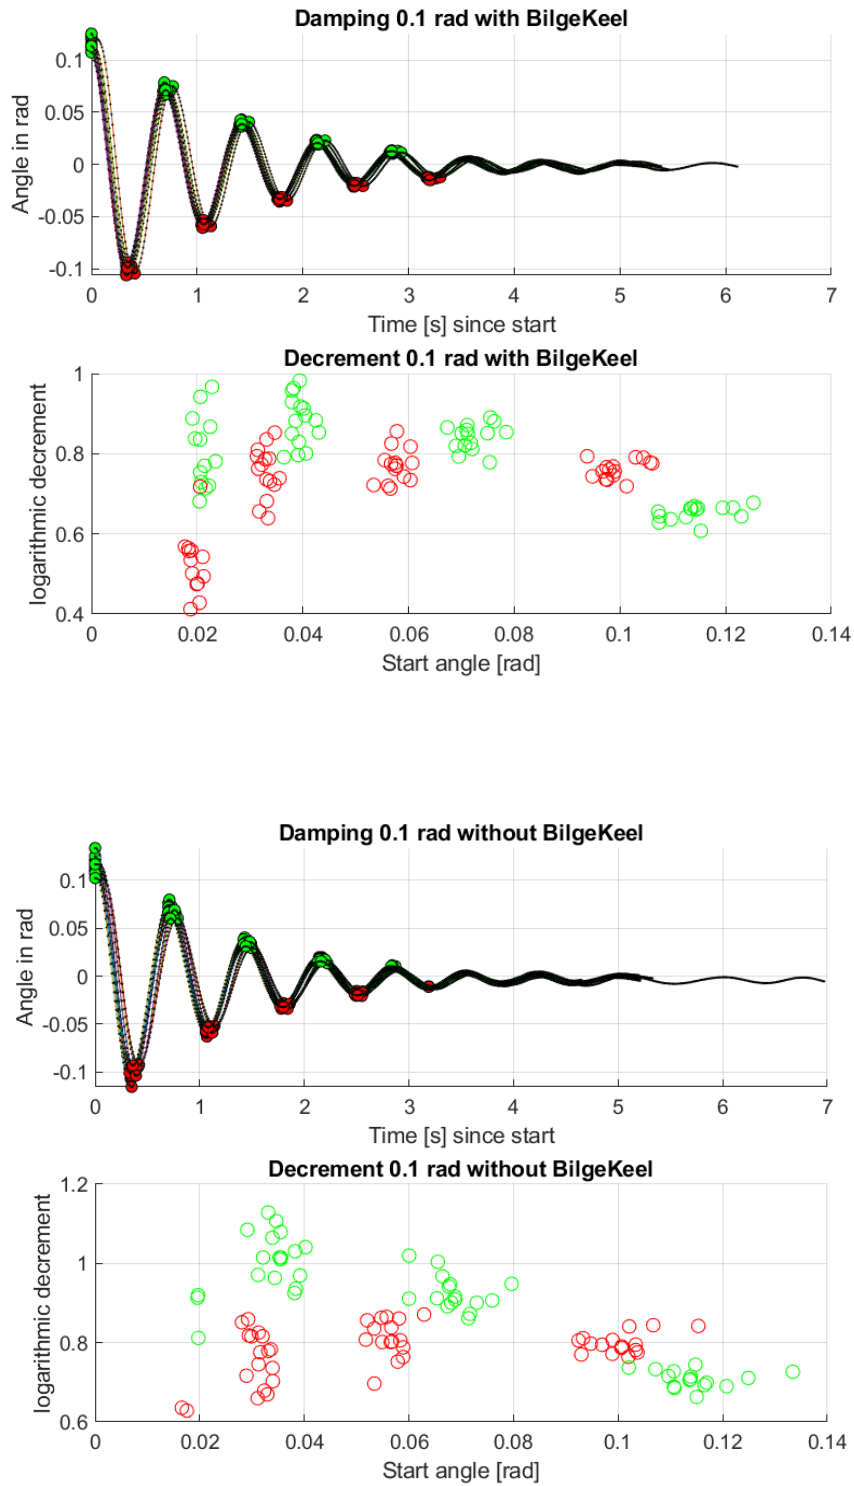 Damping 0.1 rad with BilgeKeel
Angle in rad
0.1
0.05
0
-0.05
-0.1
0 1 2 3 4 5 6 7
Time [s] since start
Decrement 0.1 rad with BilgeKeel
logarithmic decrement
1
0.8
0.6
0.4
0 0.02 0.04 0.06 0.08 0.1 0.12 0.14
Start angle [rad]
Damping 0.1 rad without BilgeKeel
Angle in rad
0.1
0.05
0
-0.05
-0.1
0 1 2 3 4 5 6 7
Time [s] since start
Decrement 0.1 rad without BilgeKeel
logarithmic decrement
1.2
1
0.8
0.6
0 0.02 0.04 0.06 0.08 0.1 0.12 0.14
Start angle [rad]